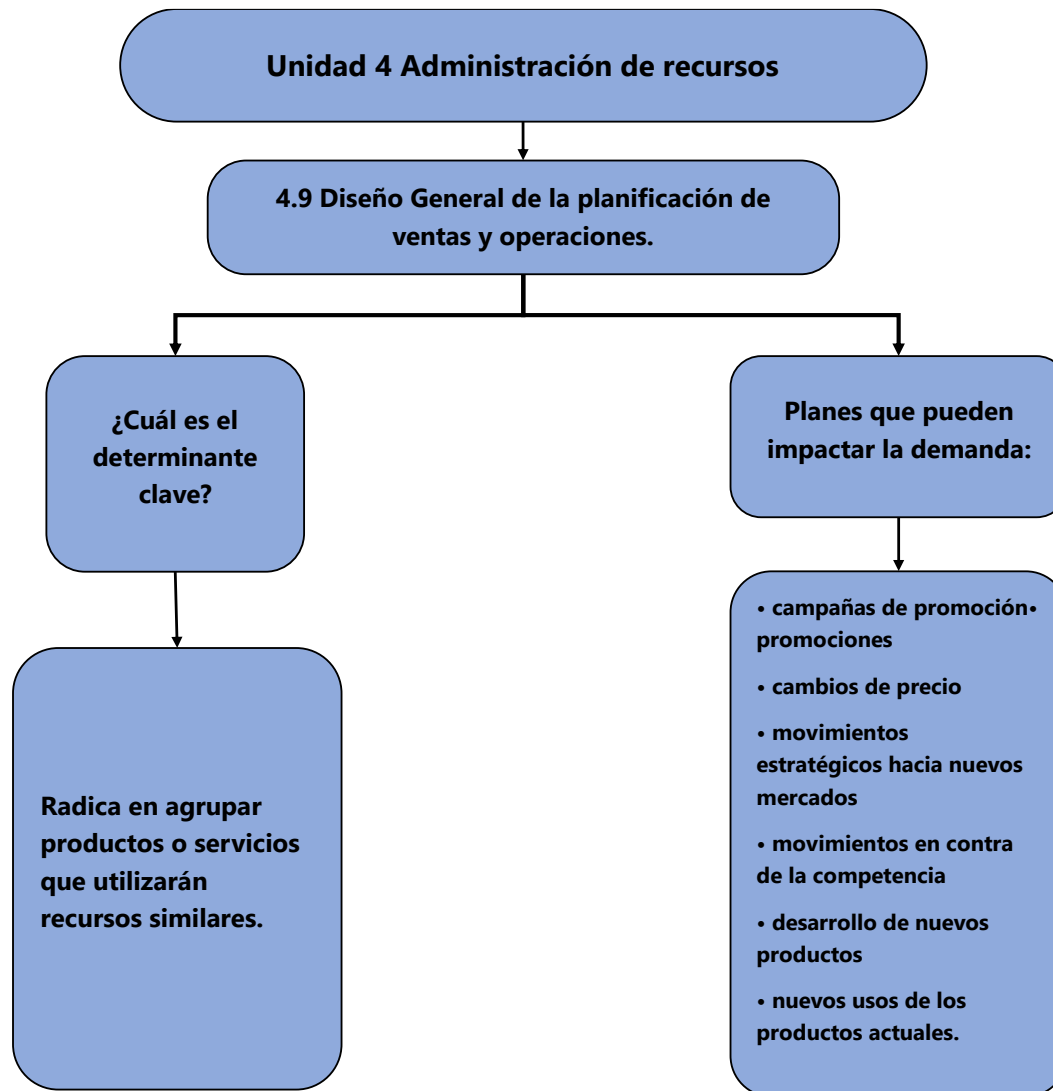 Unidad 4 Administración de recursos
4.9 Diseño General de la planificación de
ventas y operaciones.
¿Cuál es el
determinante
clave?
Radica en agrupar
productos o servicios
que utilizarán
recursos similares.
Planes que pueden
impactar la demanda:
• campañas de promoción•
promociones
• cambios de precio
• movimientos
estratégicos hacia nuevos
mercados
• movimientos en contra
de la competencia
• desarrollo de nuevos
productos
• nuevos usos de los
productos actuales.